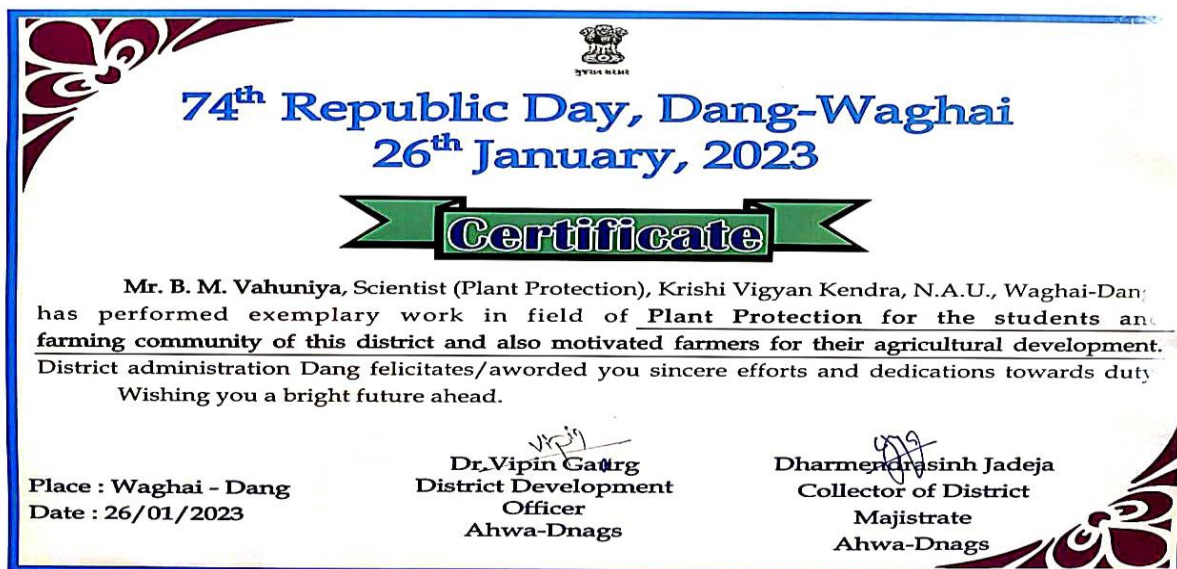 ગુજરાત સરકાર
74th Republic Day, Dang-Waghai
26th January, 2023
Certificate
Mr. B. M. Vahuniya, Scientist (Plant Protection), Krishi Vigyan Kendra, N.A.U., Waghai-Dang
has performed exemplary work in field of Plant Protection for the students and
farming community of this district and also motivated farmers for their agricultural development.
District administration Dang felicitates/aworded you sincere efforts and dedications towards duty
Wishing you a bright future ahead.
Vipin
Dr. Vipin Gaurg
District Development
Officer
Ahwa-Dnags
Dharmendrasinh Jadeja
Collector of District
Majistrate
Ahwa-Dnags
Place : Waghai - Dang
Date : 26/01/2023